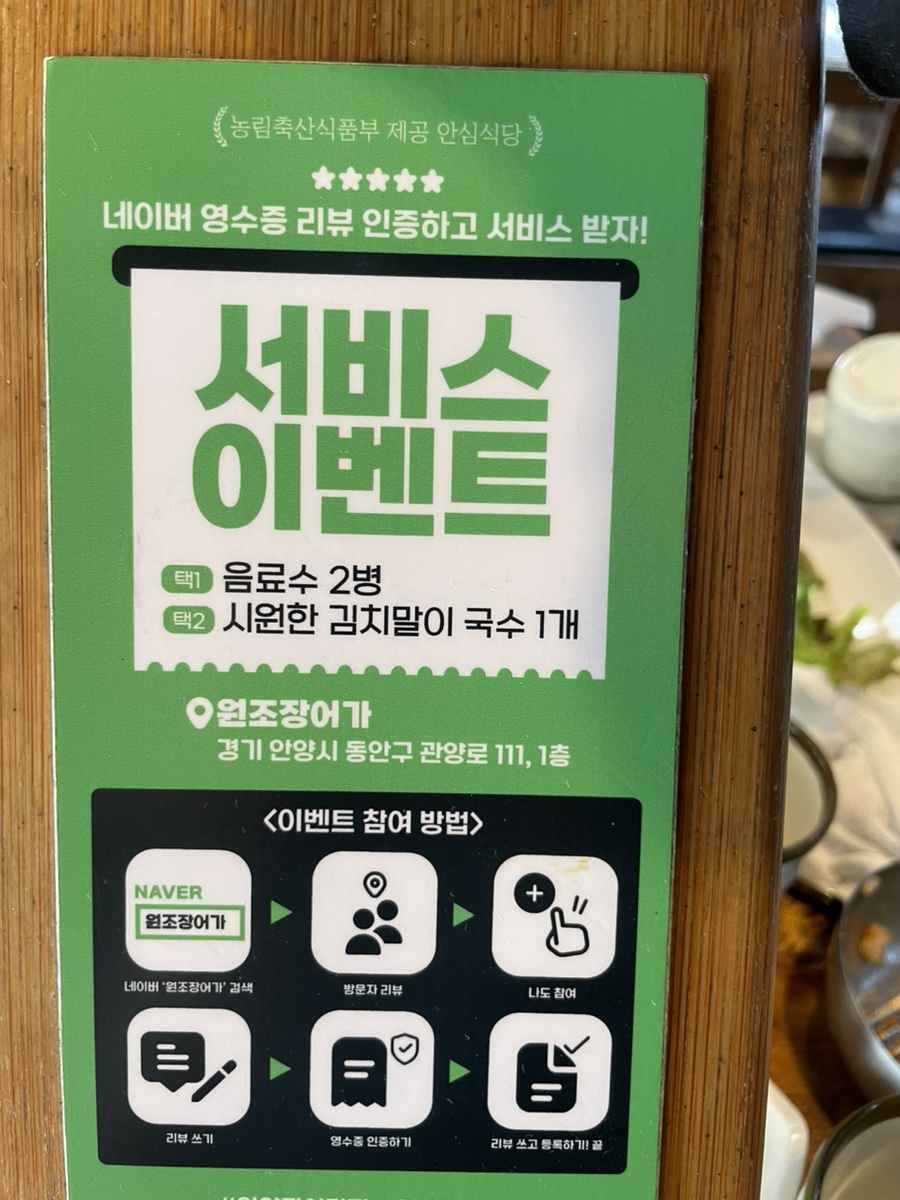 농림축산식품부 제공 안심식당
네이버 영수증 리뷰 인증하고 서비스 받자!
서비스
이벤트
택1 음료수 2병
택2 시원한 김치말이 국수 1개
원조장어가
경기 안양시 동안구 관양로 111, 1층
<이벤트 참여 방법>
NAVER
원조장어가
네이버 '원조장어가' 검색
방문자 리뷰
나도 참여
리뷰 쓰기
영수증 인증하기
리뷰 쓰고 등록하기! 끝